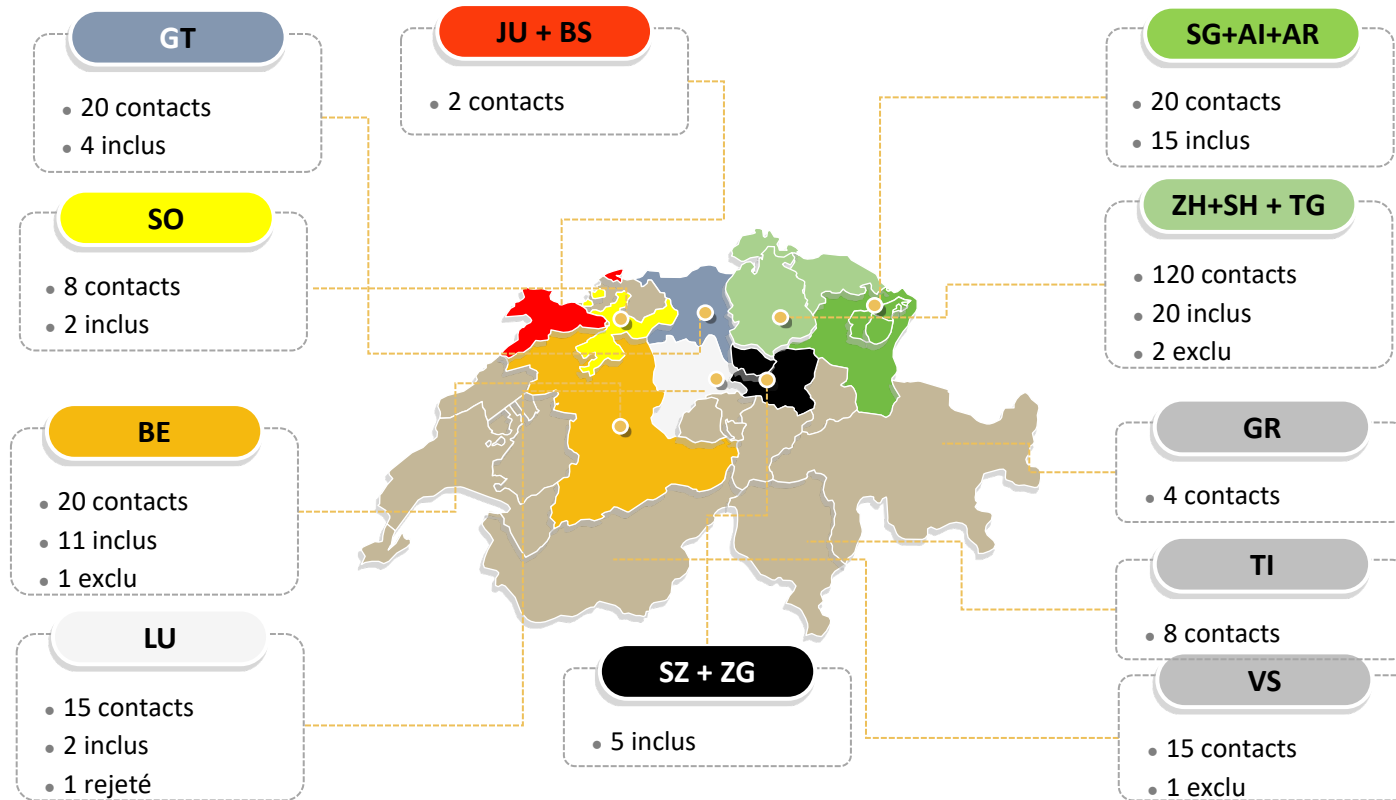 GT
• 20 contacts
• 4 inclus
JU + BS
• 2 contacts
SG+AI+AR
• 20 contacts
• 15 inclus
SO
• 8 contacts
• 2 inclus
ZH+SH + TG
• 120 contacts
• 20 inclus
• 2 exclu
BE
• 20 contacts
• 11 inclus
• 1 exclu
GR
• 4 contacts
TI
• 8 contacts
LU
• 15 contacts
• 2 inclus
• 1 rejeté
SZ + ZG
• 5 inclus
VS
• 15 contacts
• 1 exclu